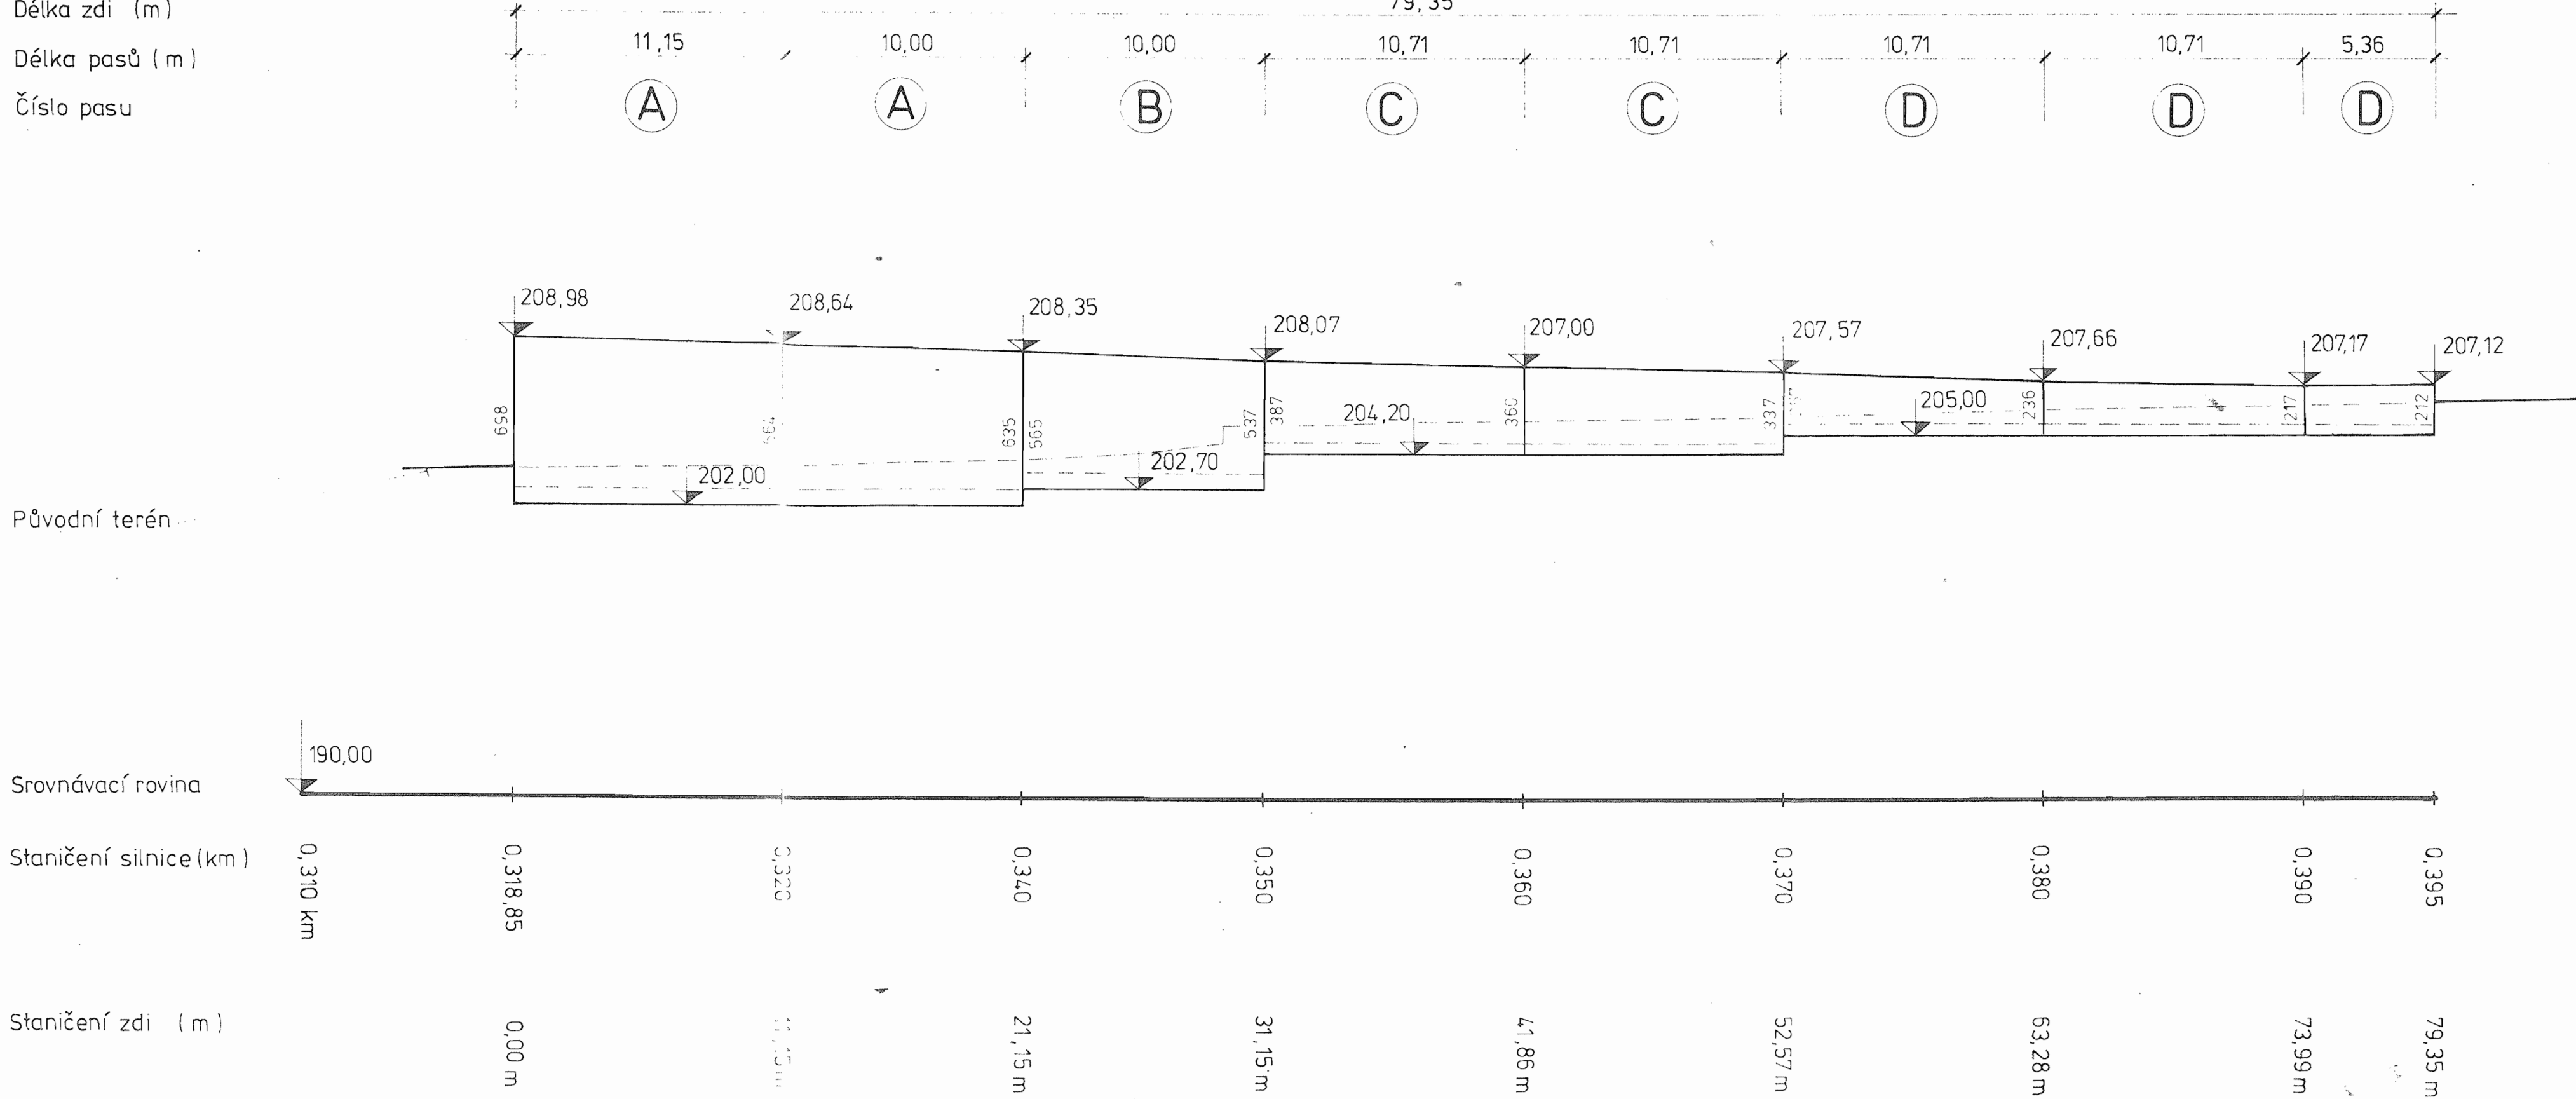 Délka zdi (m) 79,35
Délka pasů (m) 11,15 10,00 10,00 10,71 10,71 10,71 10,71 5,36
Číslo pasu A A B C C D D D
208,98 208,64 208,35 208,07 207,00 207,57 207,66 207,17 207,12
698 635 565 537 387 360 337 236 217 212
202,00 202,70 204,20 205,00
Původní terén
190,00
Srovnávací rovina
Staničení silnice (km) 0,310 km 0,318,85 0,340 0,350 0,360 0,370 0,380 0,390 0,395
Staničení zdi (m) 0,00 m 21,15 m 31,15 m 41,86 m 52,57 m 63,28 m 73,99 m 79,35 m